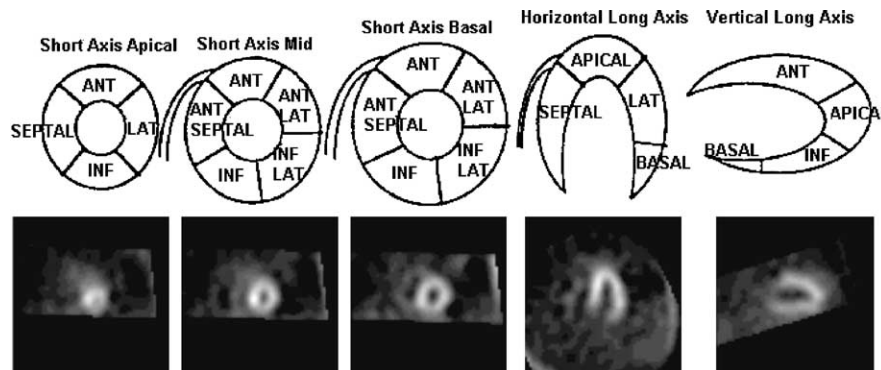 Short Axis Apical
ANT
SEPTAL
LAT
INF
Short Axis Mid
ANT
ANT
LAT
ANT
SEPTAL
INF
LAT
INF
Short Axis Basal
ANT
ANT
LAT
ANT
SEPTAL
INF
LAT
INF
Horizontal Long Axis
APICAL
SEPTAL
LAT
BASAL
Vertical Long Axis
ANT
APICA
BASAL
INF